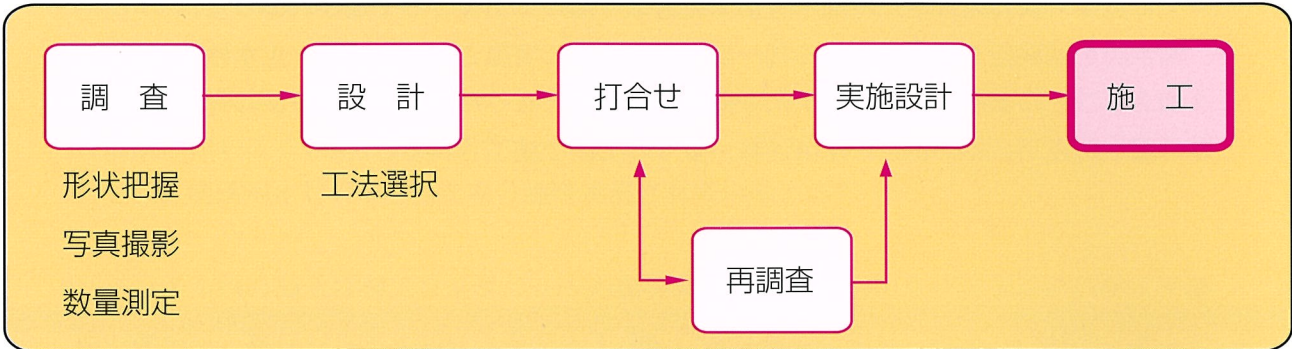 調査
設計
打合せ
実施設計
施工
形状把握
工法選択
写真撮影
再調査
数量測定